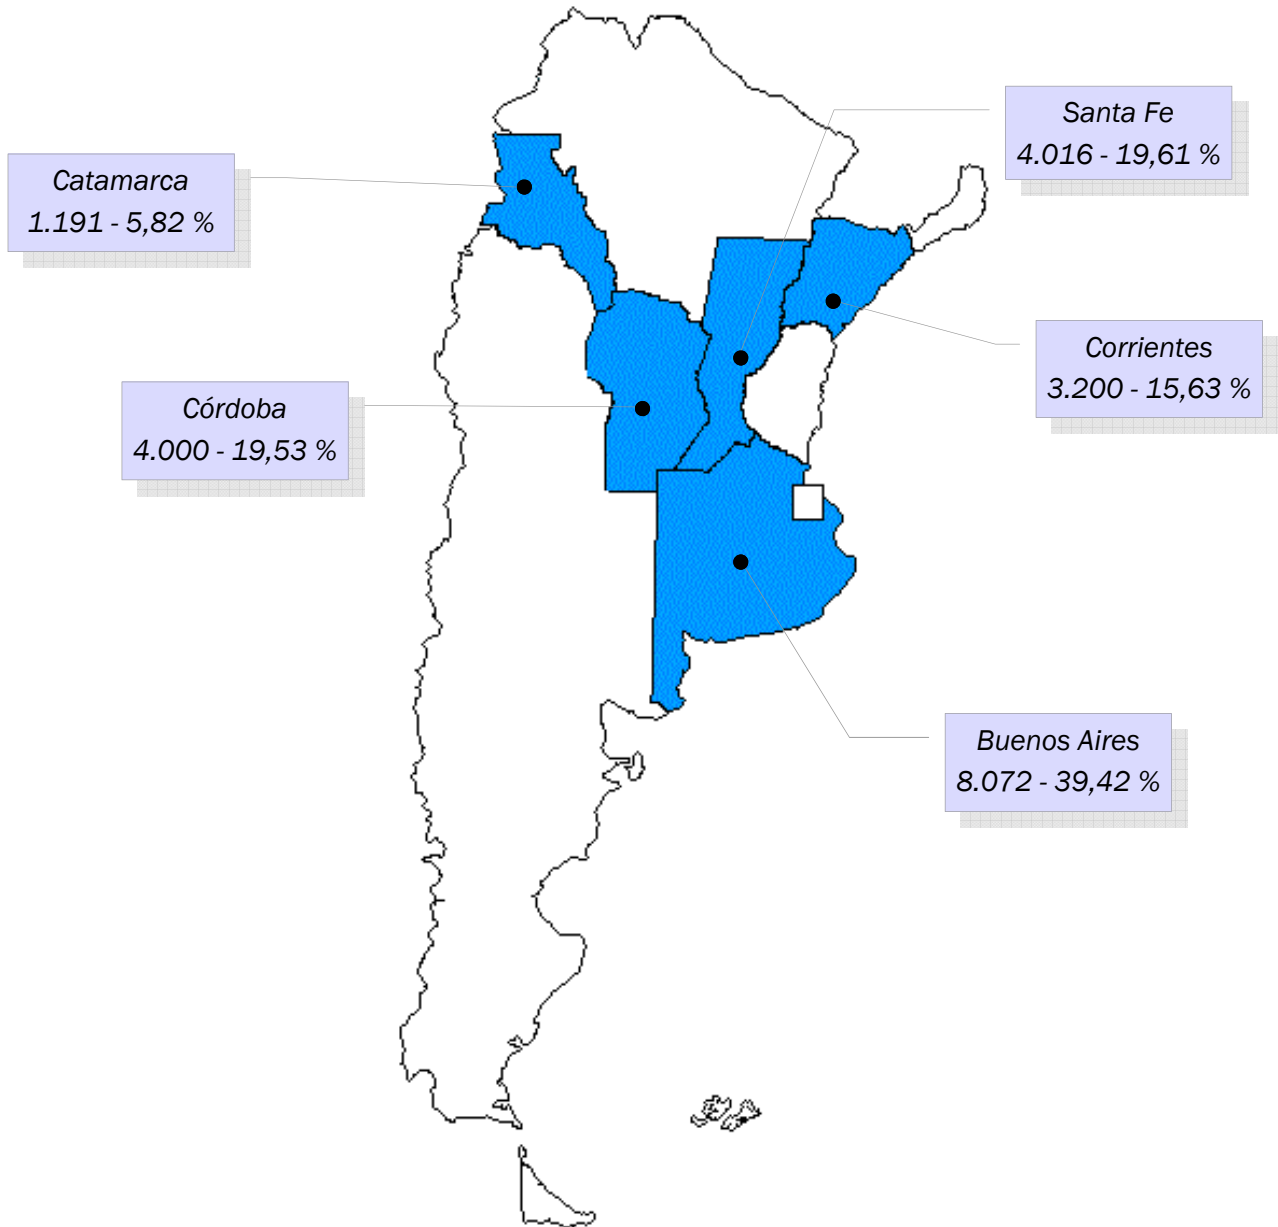 Santa Fe
4.016 - 19,61 %
Catamarca
1.191 - 5,82 %
Corrientes
3.200 - 15,63 %
Córdoba
4.000 - 19,53 %
Buenos Aires
8.072 - 39,42 %